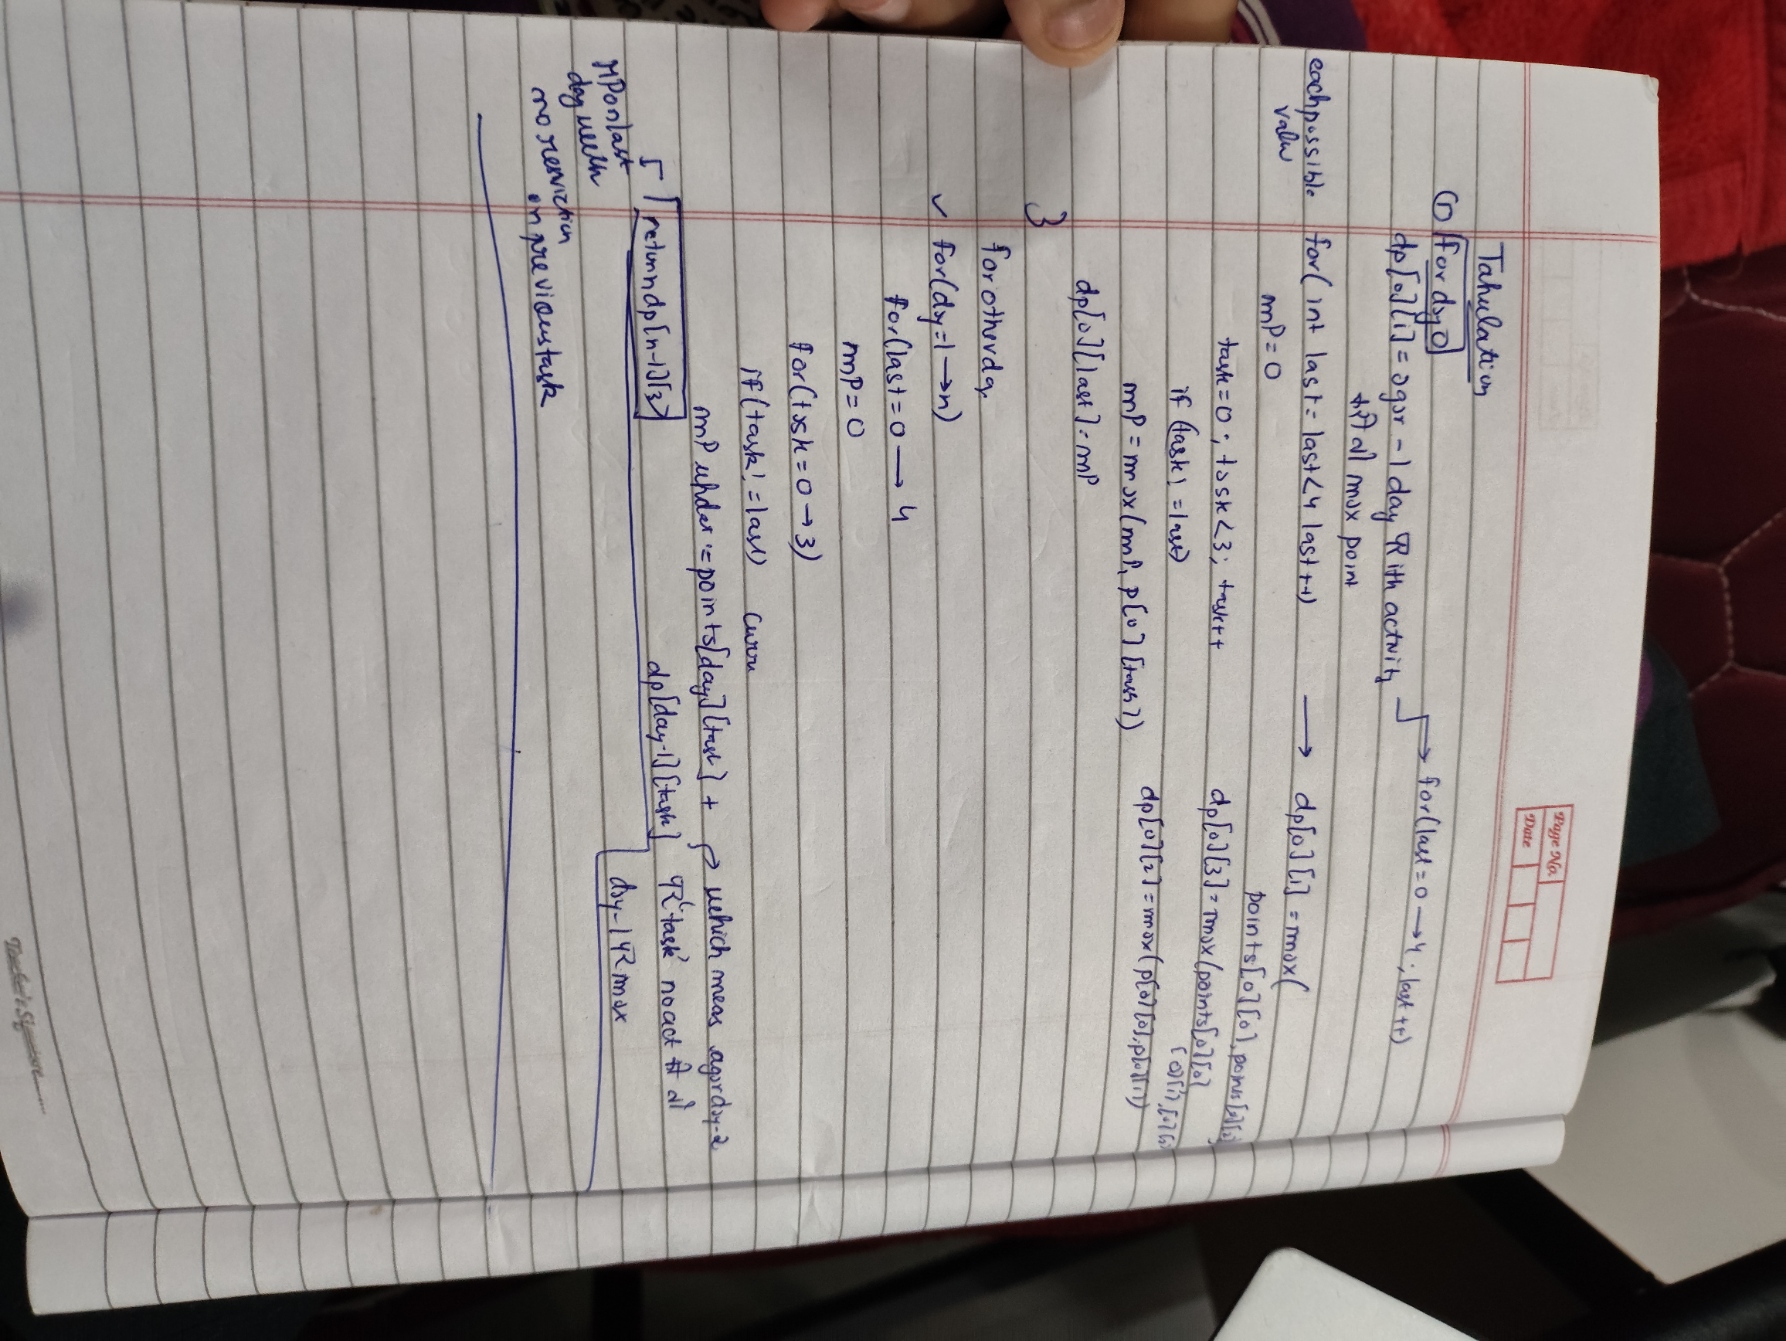 Page No.
Date
Tabulation
① for day 0
dp[0][i] = agar - 1 day पर ith activity → for(last = 0 → 4; last++)
max point
each possible for(int last = last<4 last++) → dp[0][1] = max(
value
mP = 0
points[0][0], points[0][2]
task = 0; task<3; task++
dp[0][3] = max(points[0][0]
[0][1], [0][2]
if (task != last)
dp[0][2] = max(p[0][0], p[0][1])
mP = max(mP, p[0][task])
dp[0][last] = mP
}
for other day
✓ for(day=1 → n)
for(last = 0 → 4
mP = 0
for(task = 0 → 3)
if(task != last) curr
mP = points[day][task] + → which meas agar day-2
dp[day-1][task] पर 'task' no act
return dp[n-1][3]
day-1 पर max
MP on last
day with
no restriction
on previous task
Teacher's Signature